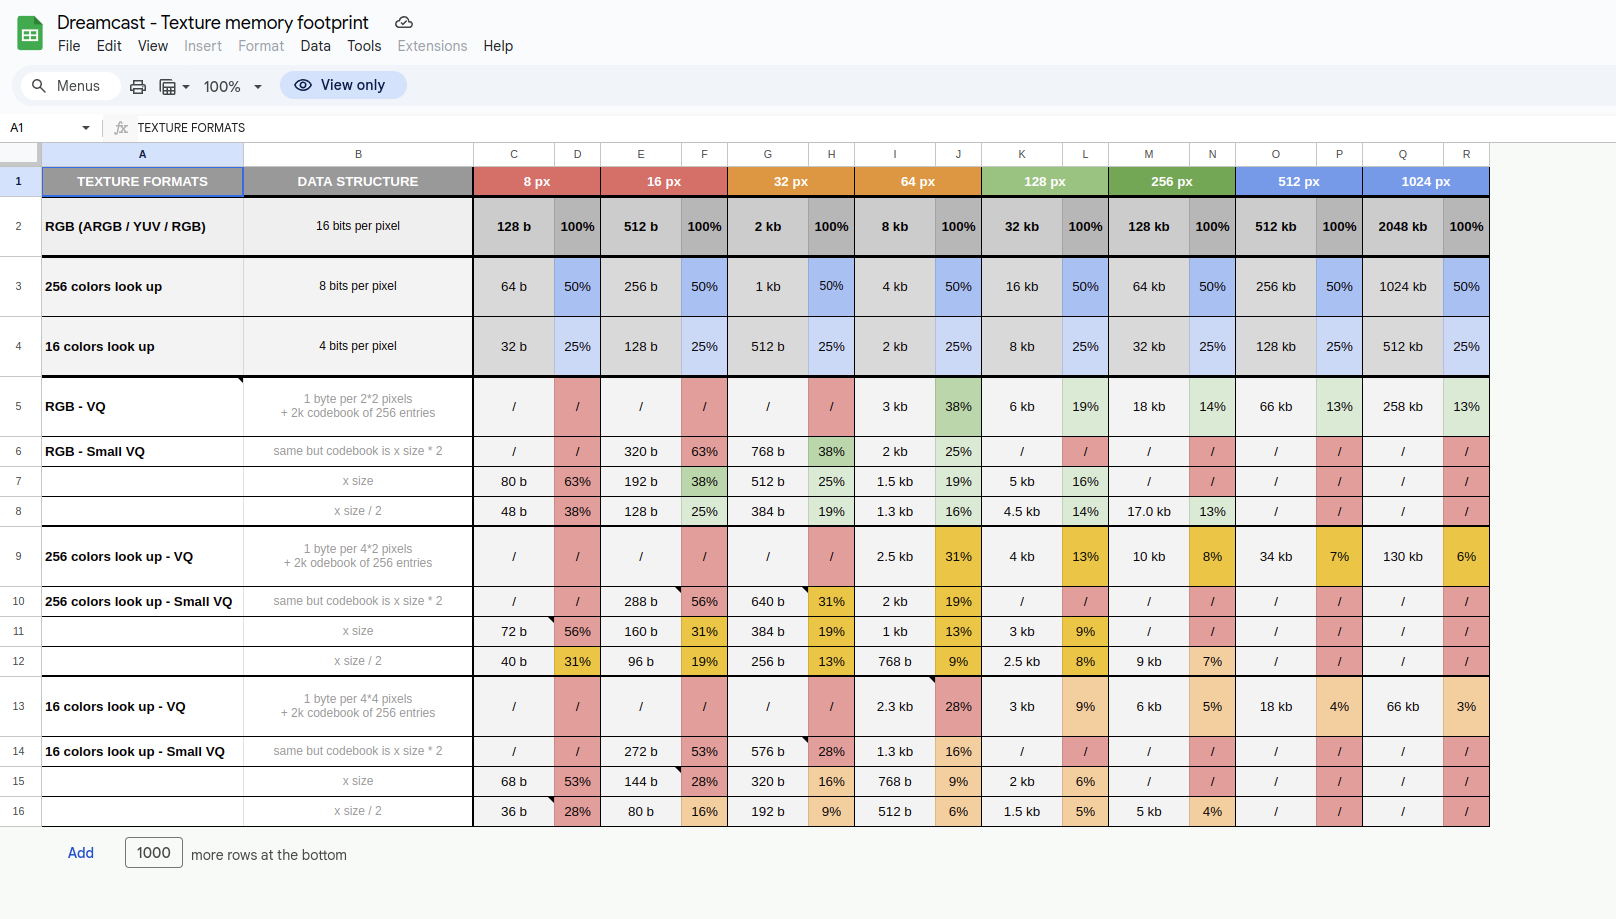 Dreamcast - Texture memory footprint
File Edit View Insert Format Data Tools Extensions Help
Menus 100% View only
A1 fx TEXTURE FORMATS
A B C D E F G H I J K L M N O P Q R
1 TEXTURE FORMATS DATA STRUCTURE 8 px 16 px 32 px 64 px 128 px 256 px 512 px 1024 px
2 RGB (ARGB / YUV / RGB) 16 bits per pixel 128 b 100% 512 b 100% 2 kb 100% 8 kb 100% 32 kb 100% 128 kb 100% 512 kb 100% 2048 kb 100%
3 256 colors look up 8 bits per pixel 64 b 50% 256 b 50% 1 kb 50% 4 kb 50% 16 kb 50% 64 kb 50% 256 kb 50% 1024 kb 50%
4 16 colors look up 4 bits per pixel 32 b 25% 128 b 25% 512 b 25% 2 kb 25% 8 kb 25% 32 kb 25% 128 kb 25% 512 kb 25%
1 byte per 2*2 pixels
5 RGB - VQ + 2k codebook of 256 entries / / / / / / 3 kb 38% 6 kb 19% 18 kb 14% 66 kb 13% 258 kb 13%
6 RGB - Small VQ same but codebook is x size * 2 / / 320 b 63% 768 b 38% 2 kb 25% / / / / / / / /
7 x size 80 b 63% 192 b 38% 512 b 25% 1.5 kb 19% 5 kb 16% / / / / / /
8 x size / 2 48 b 38% 128 b 25% 384 b 19% 1.3 kb 16% 4.5 kb 14% 17.0 kb 13% / / / /
1 byte per 4*2 pixels
9 256 colors look up - VQ + 2k odebook of 256 entries / / / / / / 2.5 kb 31% 4 kb 13% 10 kb 8% 34 kb 7% 130 kb 6%
10 256 colors look up - Small VQ same but codebook is x size * 2 / / 288 b 56% 640 b 31% 2 kb 19% / / / / / / / /
11 x size 72 b 56% 160 b 31% 384 b 19% 1 kb 13% 3 kb 9% / / / / / /
12 x size / 2 40 b 31% 96 b 19% 256 b 13% 768 b 9% 2.5 kb 8% 9 kb 7% / / / /
1 byte per 4*4 pixels
13 16 colors look up - VQ + 2k codebook of 256 entries / / / / / / 2.3 kb 28% 3 kb 9% 6 kb 5% 18 kb 4% 66 kb 3%
14 16 colors look up - Small VQ same but codebook is x size * 2 / / 272 b 53% 576 b 28% 1.3 kb 16% / / / / / / / /
15 x size 68 b 53% 144 b 28% 320 b 16% 768 b 9% 2 kb 6% / / / / / /
16 x size / 2 36 b 28% 80 b 16% 192 b 9% 512 b 6% 1.5 kb 5% 5 kb 4% / / / /
Add 1000 more rows at the bottom